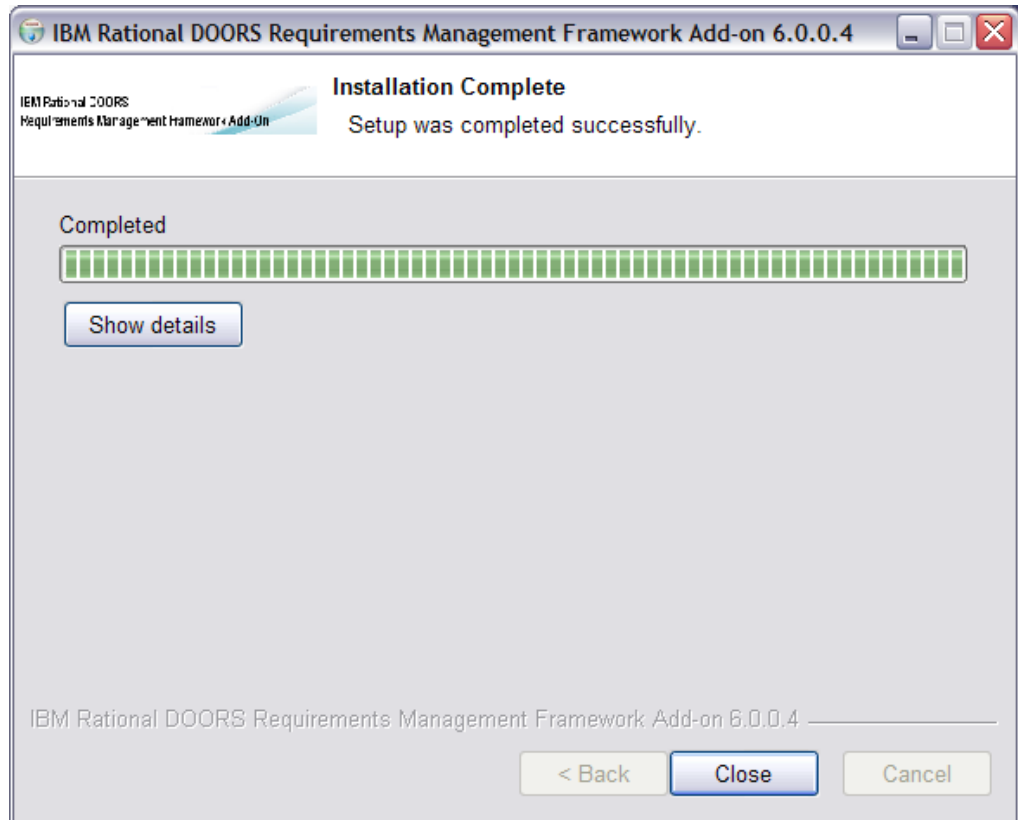 IBM Rational DOORS Requirements Management Framework Add-on 6.0.0.4
IBM Rational DOORS
Requirements Management Framework Add-On
Installation Complete
Setup was completed successfully.
Completed
Show details
IBM Rational DOORS Requirements Management Framework Add-on 6.0.0.4
< Back
Close
Cancel